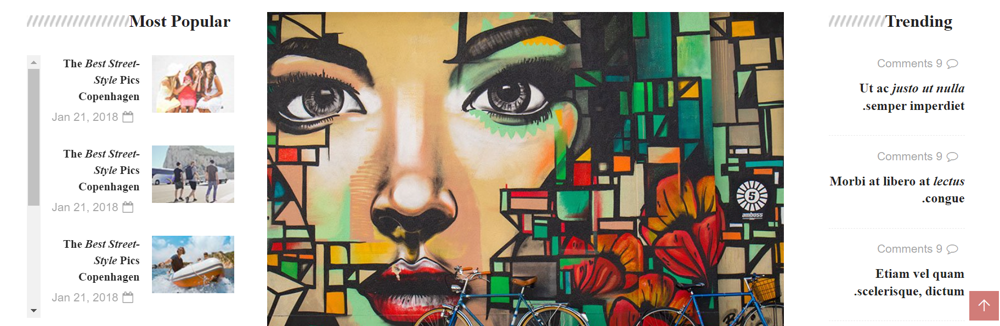 Most Popular
The Best Street-
Style Pics
Copenhagen
Jan 21, 2018
The Best Street-
Style Pics
Copenhagen
Jan 21, 2018
The Best Street-
Style Pics
Copenhagen
Jan 21, 2018
5
amboss
Trending
Comments 9
Ut ac justo ut nulla
.semper imperdiet
Comments 9
Morbi at libero at lectus
.congue
Comments 9
Etiam vel quam
.scelerisque, dictum